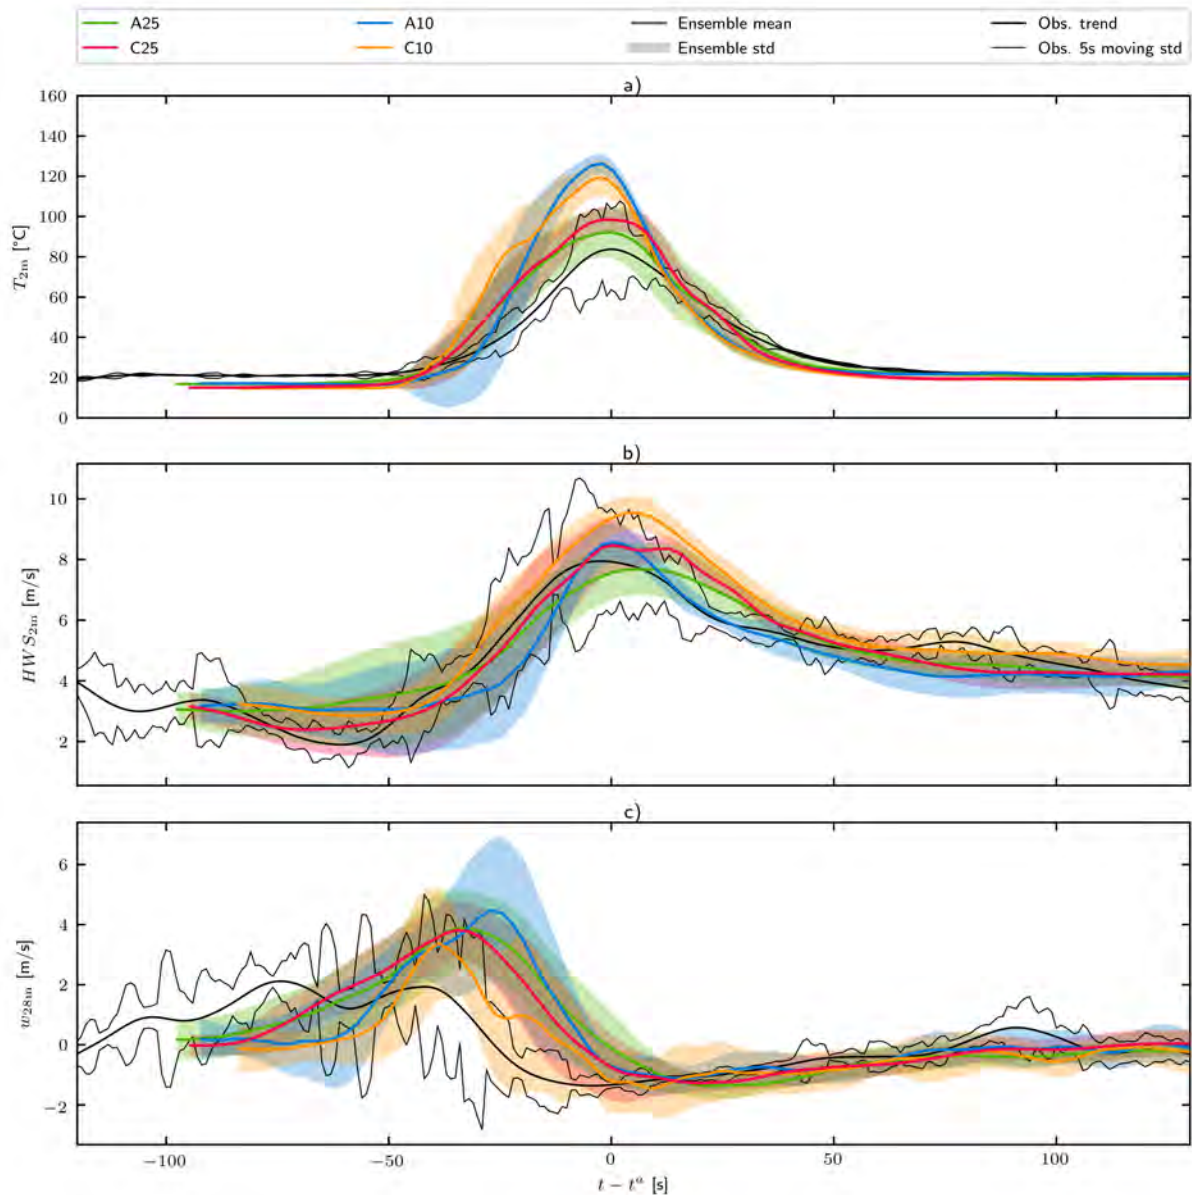 A25 A10 Ensemble mean Obs. trend
C25 C10 Ensemble std Obs. 5s moving std
a)
160
140
120
100
80
60
40
20
0
T2m [°C]
b)
10
8
6
4
2
HWS2m [m/s]
c)
6
4
2
0
−2
w28m [m/s]
−100 −50 0 50 100
t − tᵃ [s]